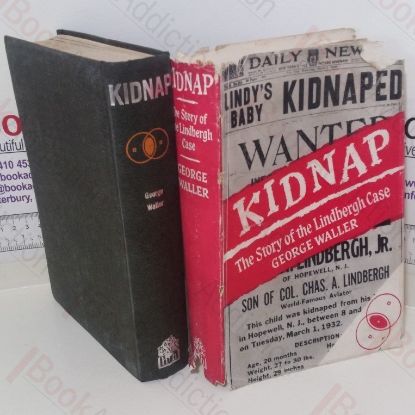 KIDNAP
George
Waller
KIDNAP
The Story of
the Lindbergh
Case
GEORGE
WALLER
DAILY NEW
LINDY'S
BABY
KIDNAPED
WANTE
KIDNAP
The Story of the Lindbergh Case
GEORGE WALLER
LINDBERGH, JR.
OF HOPEWELL, N. J.
SON OF COL. CHAS. A. LINDBERGH
World-Famous Aviator
This child was kidnaped from his
in Hopewell, N. J., between 8 and
on Tuesday, March 1, 1932.
DESCRIPTION:
Age, 20 months
Weight, 27 to 30 lbs.
Height, 29 inches